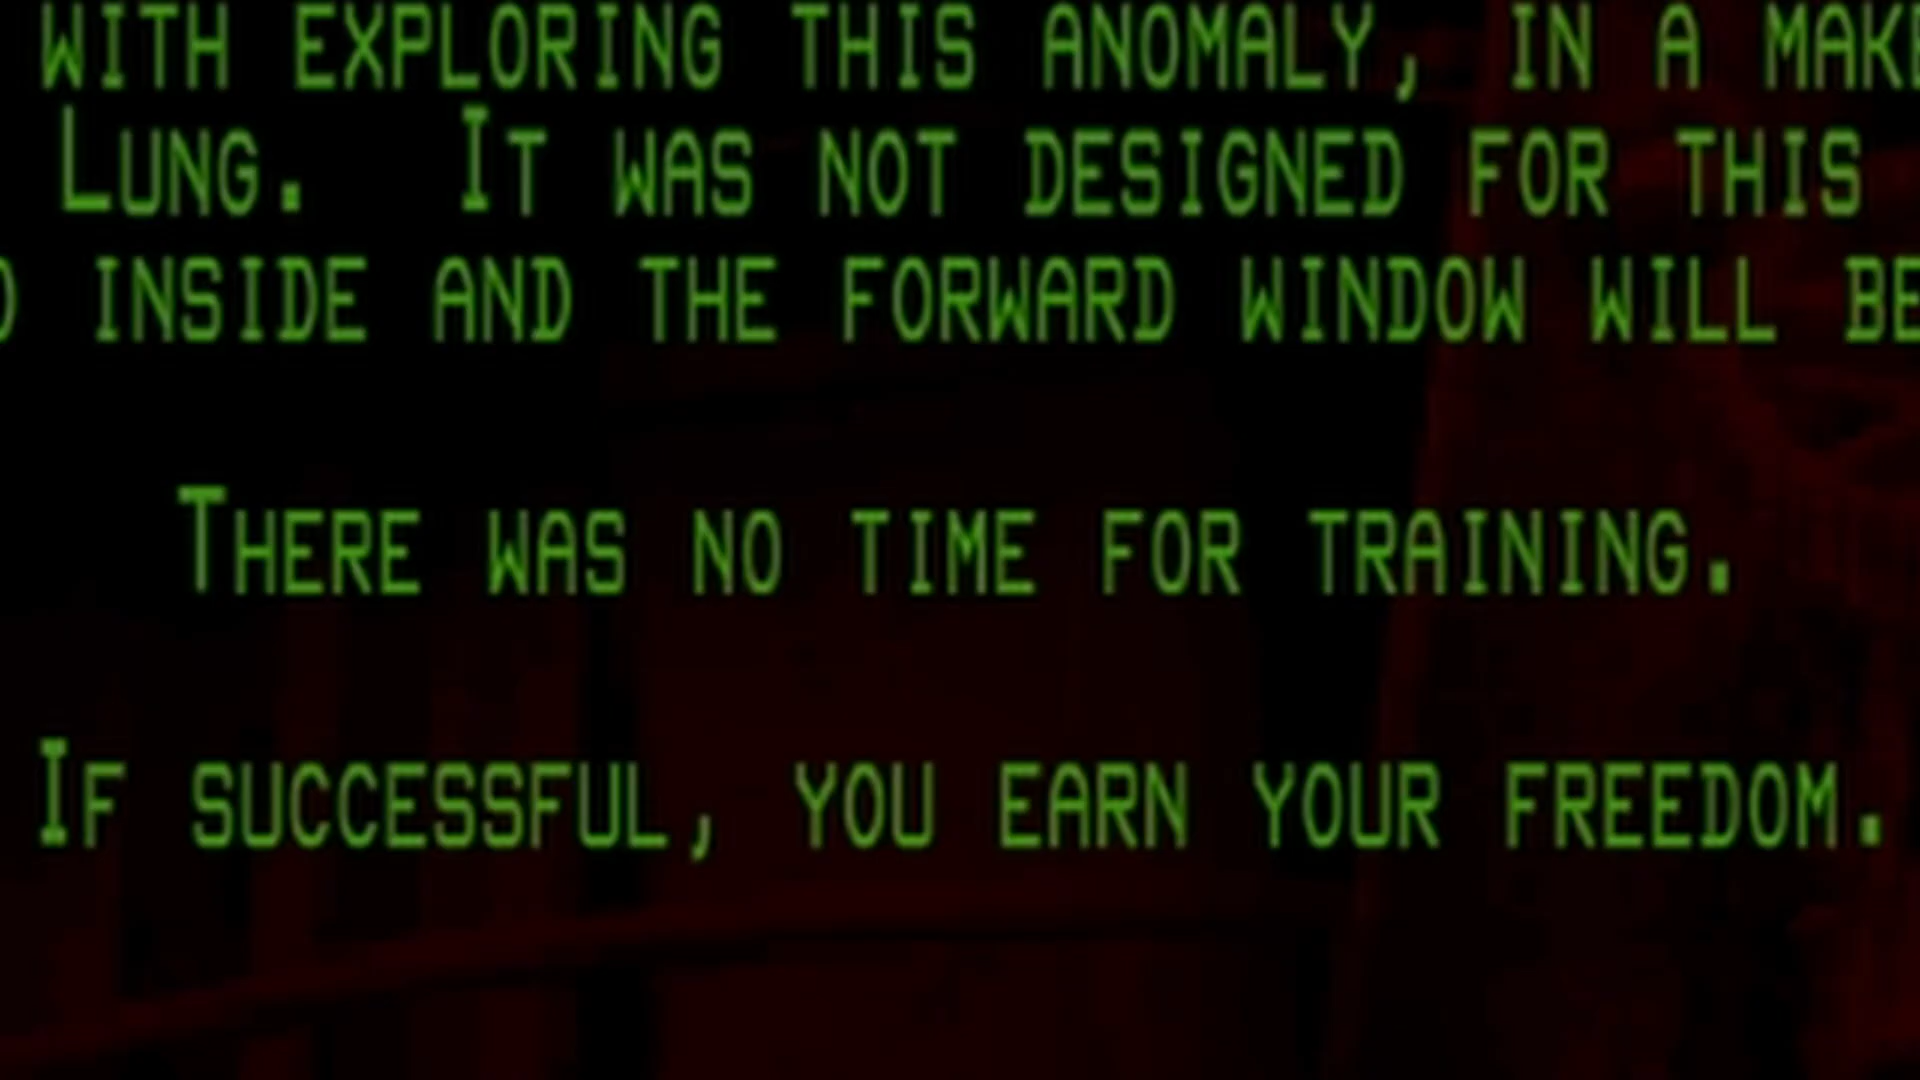 WITH EXPLORING THIS ANOMALY, IN A
LUNG. IT WAS NOT DESIGNED FOR THIS
INSIDE AND THE FORWARD WINDOW WILL BE
THERE WAS NO TIME FOR TRAINING.
IF SUCCESSFUL, YOU EARN YOUR FREEDOM.